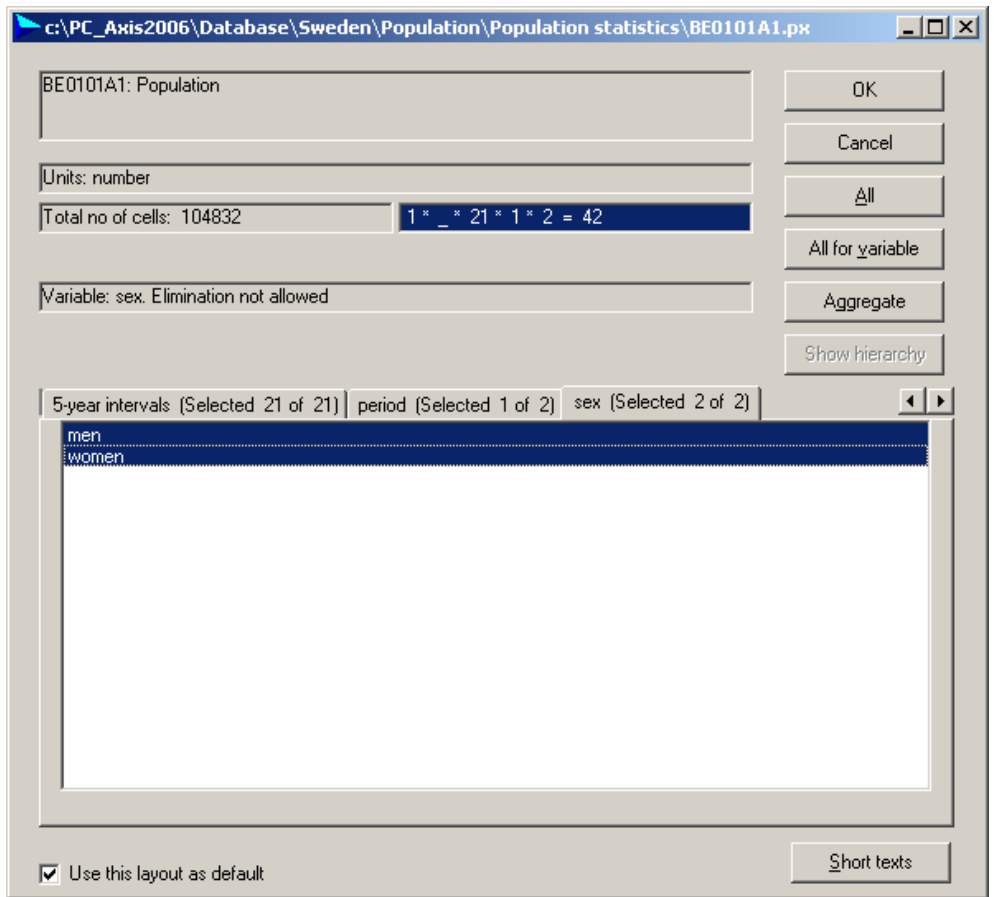 c:\PC_Axis2006\Database\Sweden\Population\Population statistics\BE0101A1.px
BE0101A1: Population
OK
Cancel
Units: number
All
Total no of cells: 104832
1 * _ * 21 * 1 * 2 = 42
All for variable
Variable: sex. Elimination not allowed
Aggregate
Show hierarchy
5-year intervals (Selected 21 of 21)
period (Selected 1 of 2)
sex (Selected 2 of 2)
men
women
Use this layout as default
Short texts